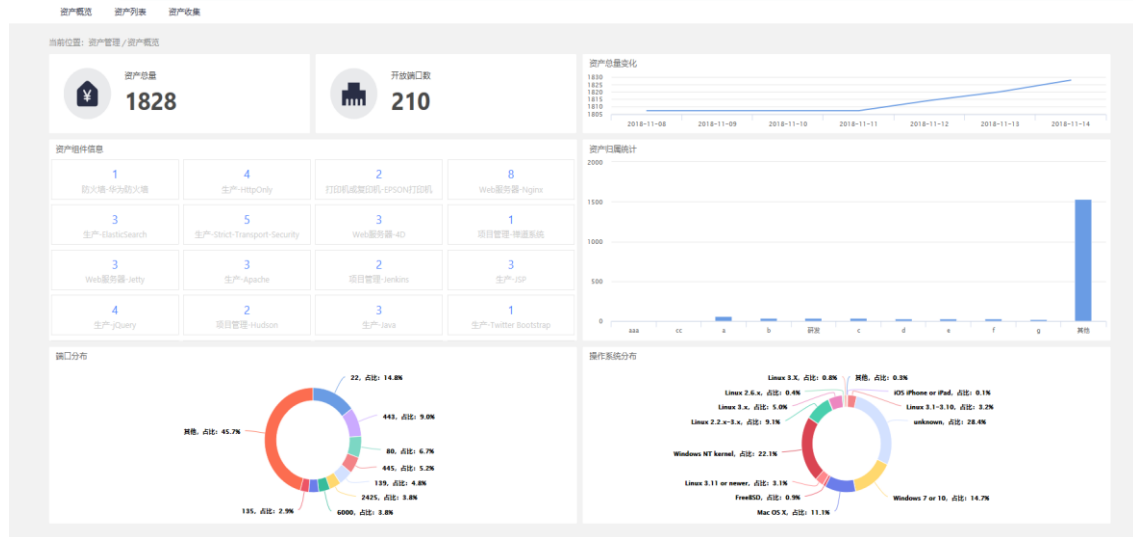 资产概览 资产列表 资产收集
当前位置：资产管理 / 资产概览
资产总量
1828
开放端口数
210
资产总量变化
1830
1825
1820
1815
1810
1805
2018-11-08 2018-11-09 2018-11-10 2018-11-11 2018-11-12 2018-11-13 2018-11-14
资产组件信息
1 4 2 8
防火墙-华为防火墙 生产-HttpOnly 打印机或复印机-EPSON打印机 Web服务器-Nginx
3 5 3 1
生产-ElasticSearch 生产-Strict-Transport-Security Web服务器-4D 项目管理-禅道系统
3 3 2 3
Web服务器-Jetty 生产-Apache 项目管理-Jenkins 生产-JSP
4 2 3 1
生产-jQuery 项目管理-Hudson 生产-Java 生产-Twitter Bootstrap
资产归属统计
2000
1500
1000
500
0
aaa cc a b 研发 c d e f g 其他
端口分布
22，占比：14.8%
443，占比：9.0%
其他，占比：45.7%
80，占比：6.7%
445，占比：5.2%
139，占比：4.8%
2425，占比：3.8%
135，占比：2.9%
6000，占比：3.8%
操作系统分布
Linux 3.X，占比：0.8%
其他，占比：0.3%
Linux 2.6.x，占比：0.4%
iOS iPhone or iPad，占比：0.1%
Linux 3.x，占比：5.0%
Linux 3.1-3.10，占比：3.2%
Linux 2.2.x-3.x，占比：9.1%
unknown，占比：28.4%
Windows NT kernel，占比：22.1%
Linux 3.11 or newer，占比：3.1%
FreeBSD，占比：0.9%
Windows 7 or 10，占比：14.7%
Mac OS X，占比：11.1%